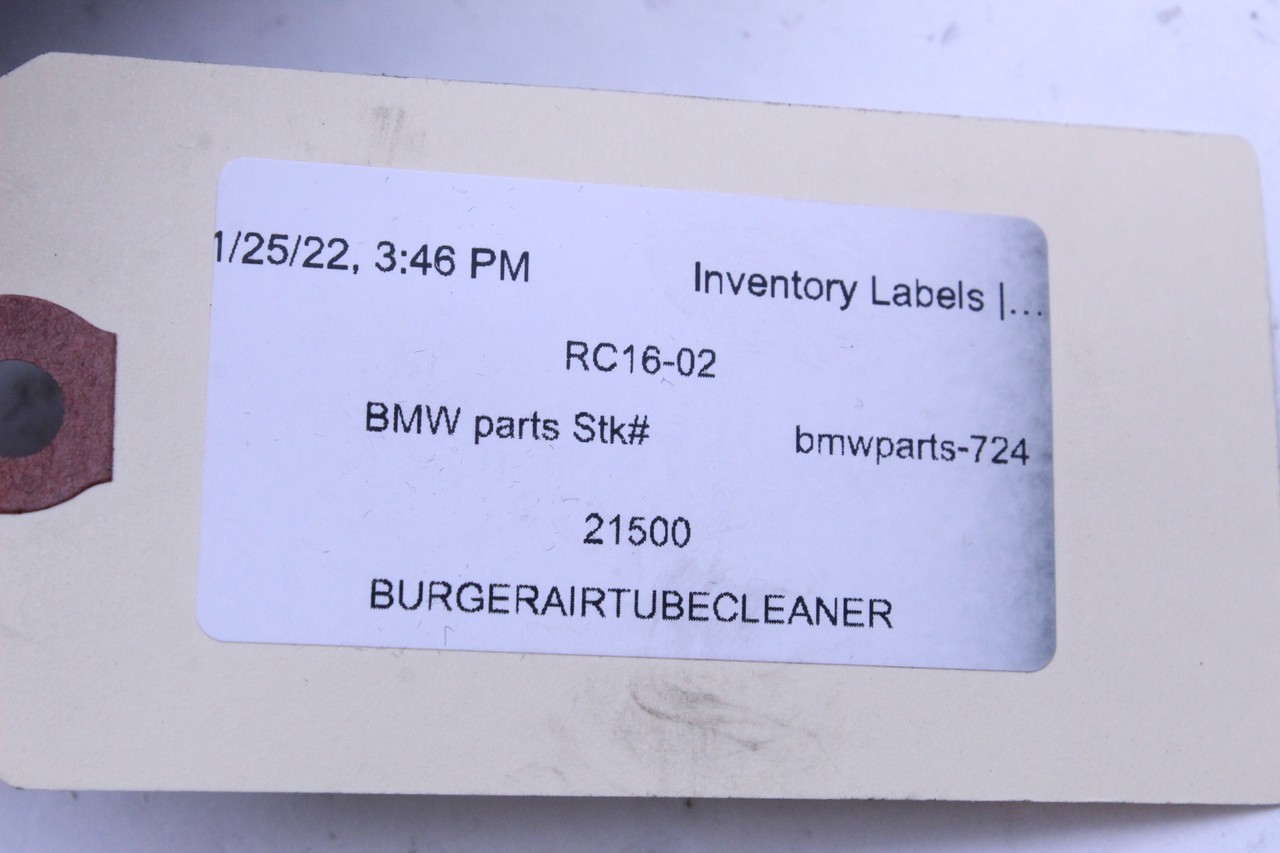 1/25/22, 3:46 PM Inventory Labels |...
RC16-02
BMW parts Stk# bmwparts-724
21500
BURGERAIRTUBECLEANER